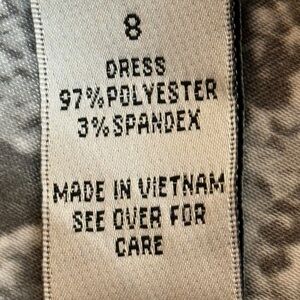 8
DRESS
97%POLYESTER
3%SPANDEX
MADE IN VIETNAM
SEE OVER FOR
CARE